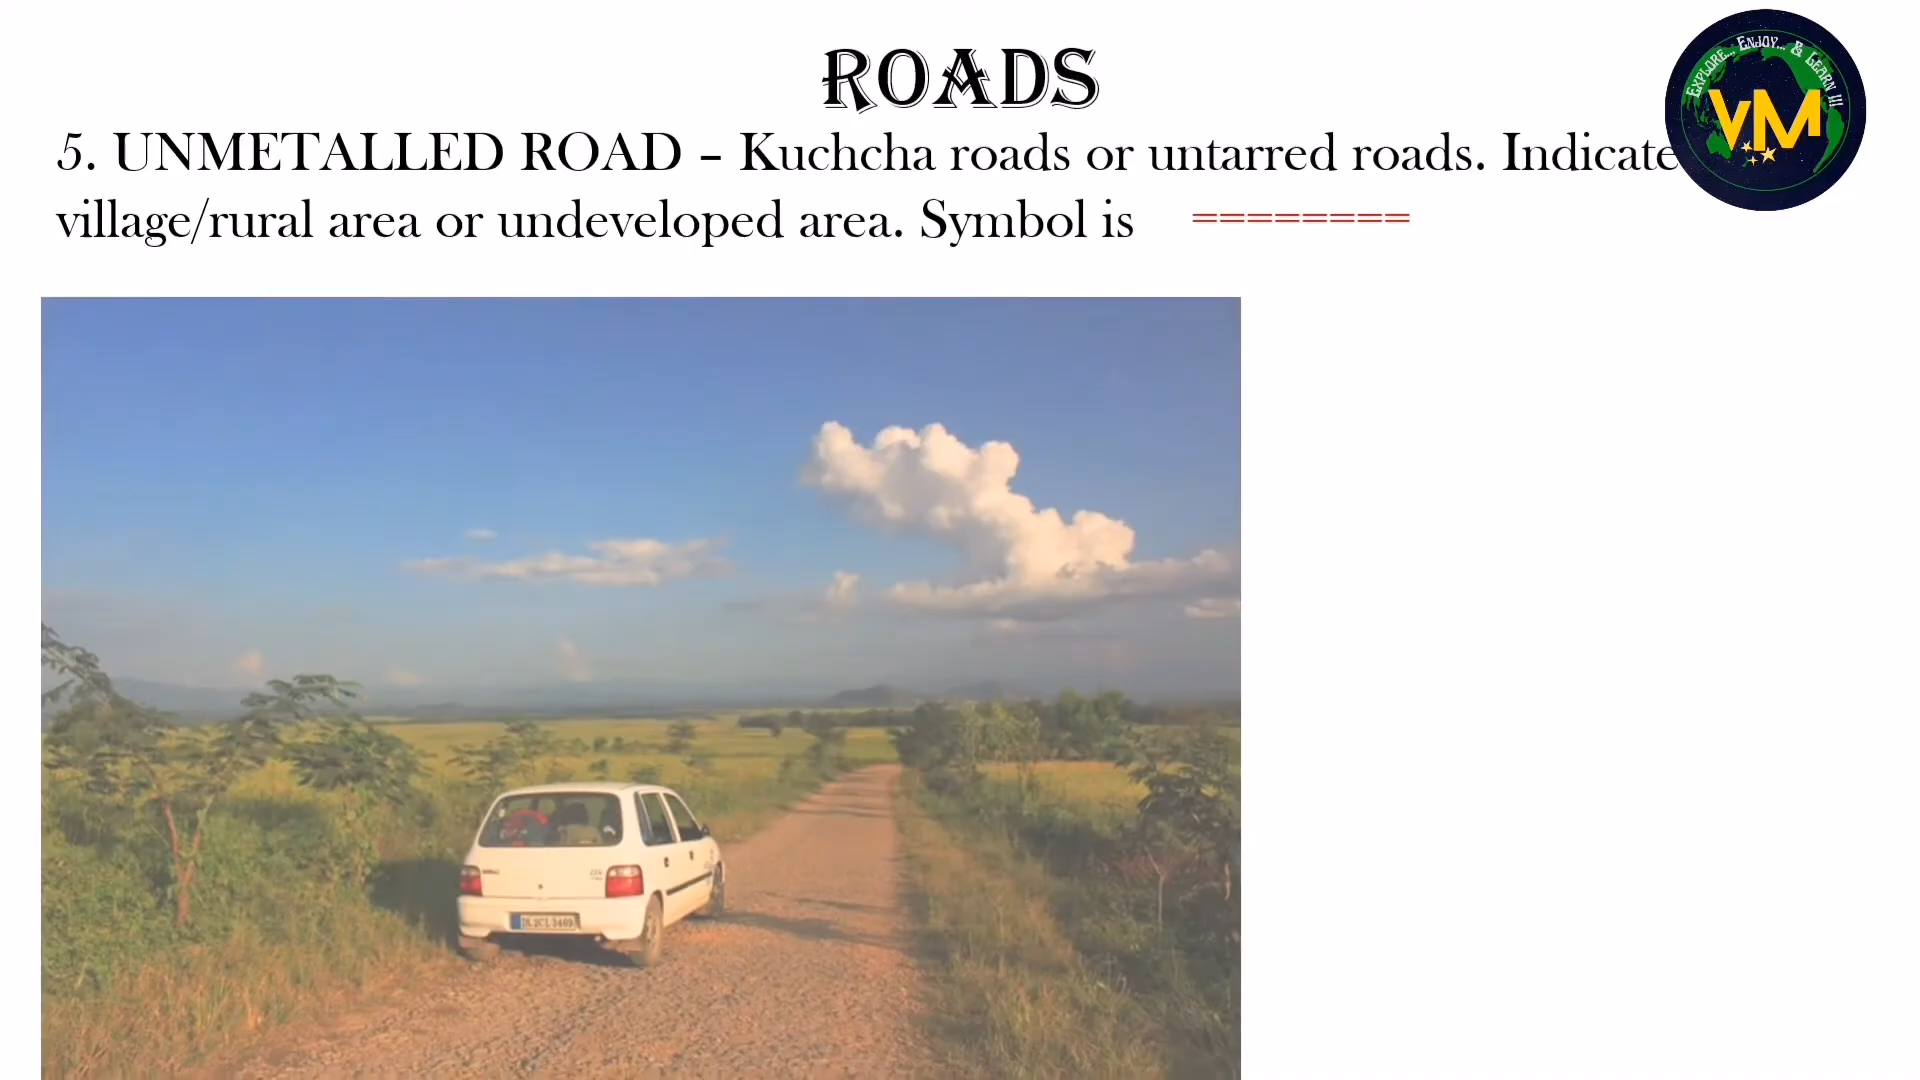 ROADS
5. UNMETALLED ROAD – Kuchcha roads or untarred roads. Indicate
village/rural area or undeveloped area. Symbol is ========
EXPLORE... ENJOY... & LEARN !!!
VM